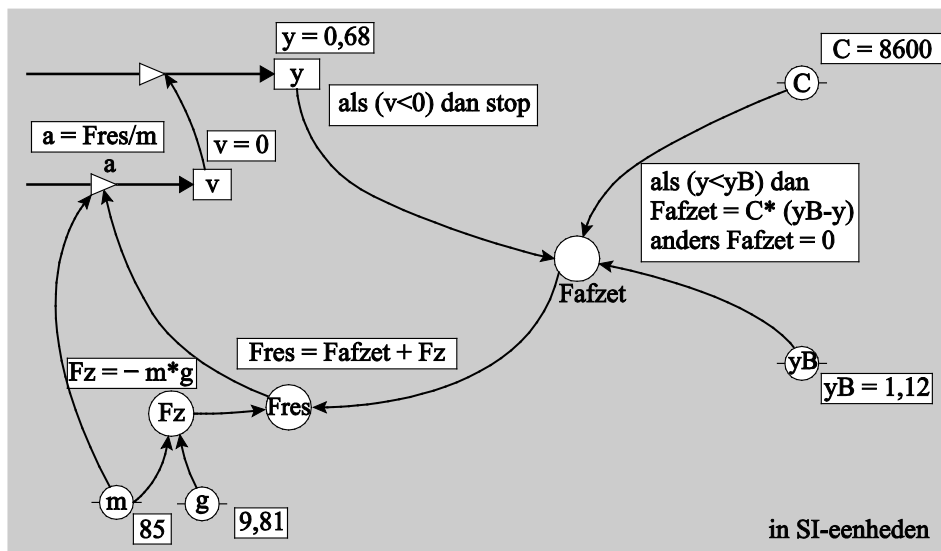 y = 0,68
C = 8600
y
C
als (v<0) dan stop
a = Fres/m
v = 0
a
v
als (y<yB) dan
Fafzet = C* (yB-y)
anders Fafzet = 0
Fafzet
Fres = Fafzet + Fz
yB
Fz = − m*g
yB = 1,12
Fz
Fres
m
g
85
9,81
in SI-eenheden